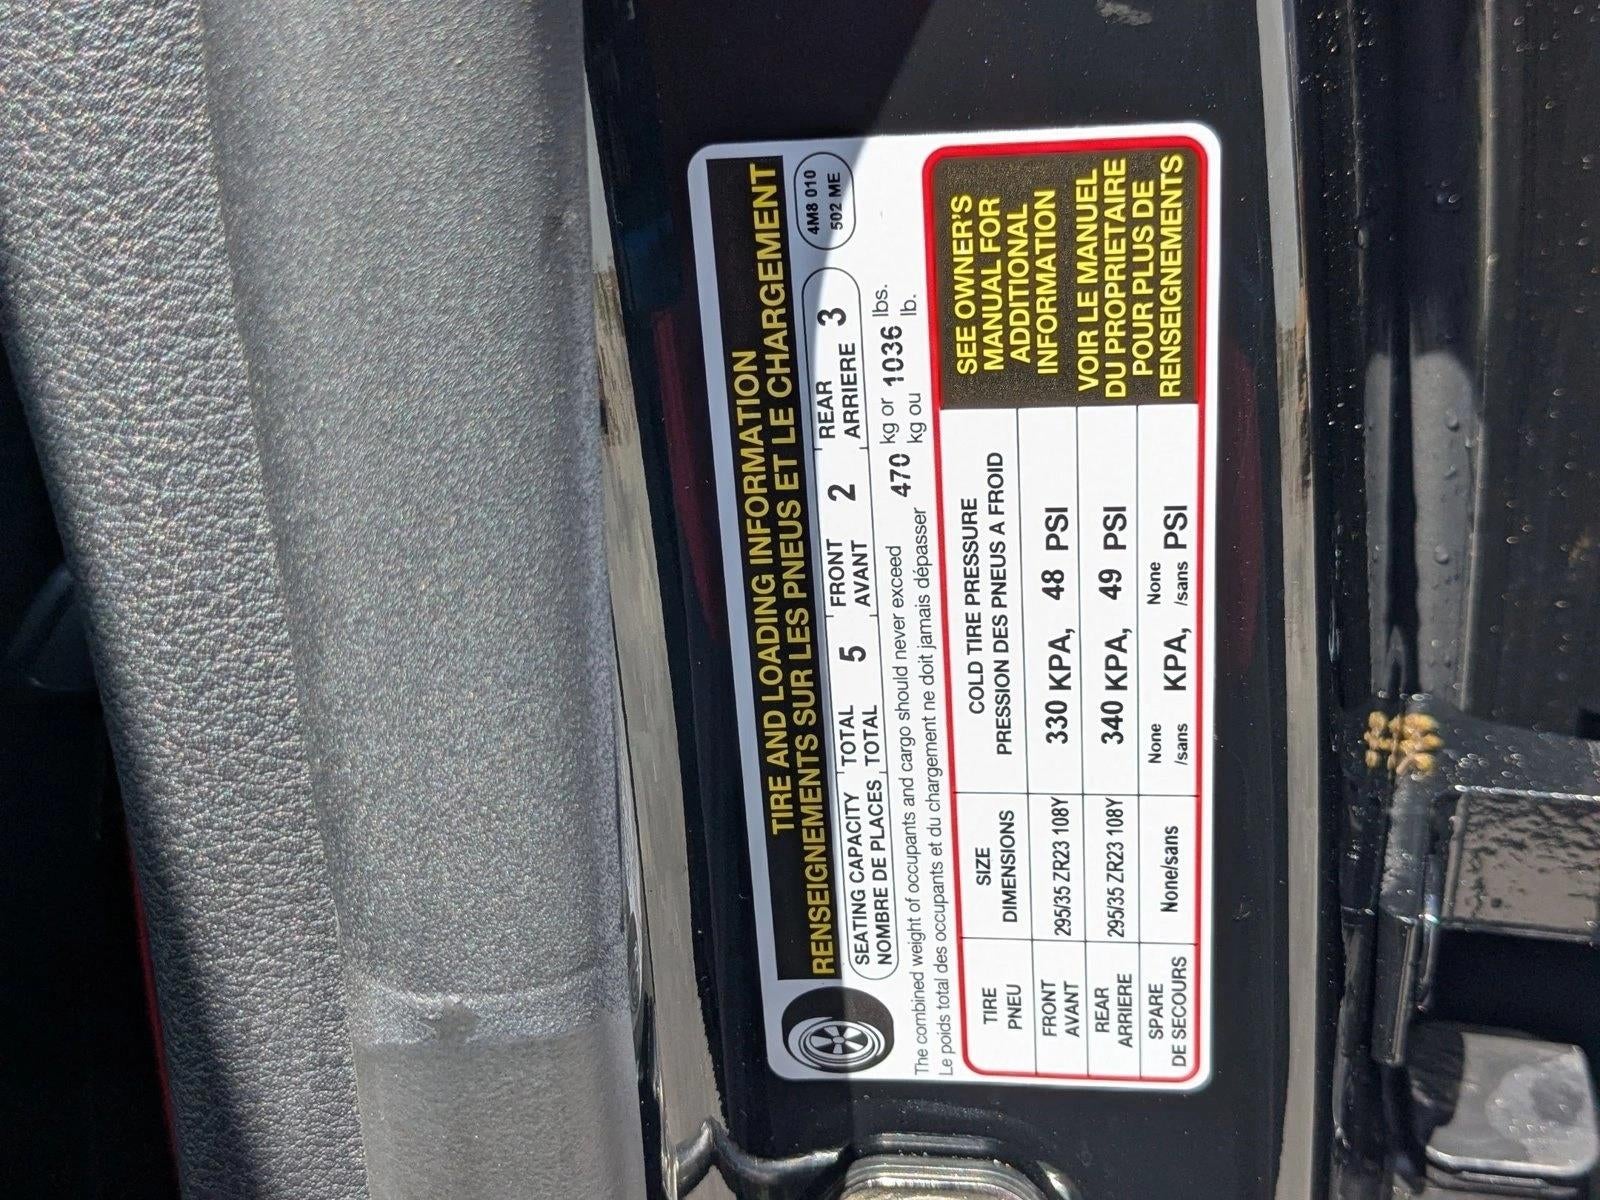 TIRE AND LOADING INFORMATION
RENSEIGNEMENTS SUR LES PNEUS ET LE CHARGEMENT
4M8 010
502 ME
SEATING CAPACITY TOTAL 5 FRONT 2 REAR 3
NOMBRE DE PLACES TOTAL AVANT ARRIERE
The combined weight of occupants and cargo should never exceed 470 kg or 1036 lbs.
Le poids total des occupants et du chargement ne doit jamais dépasser kg ou lb.
TIRE SIZE COLD TIRE PRESSURE
PNEU DIMENSIONS PRESSION DES PNEUS A FROID
FRONT
AVANT 295/35 ZR23 108Y 330 KPA, 48 PSI
REAR
ARRIERE 295/35 ZR23 108Y 340 KPA, 49 PSI
SPARE None None
DE SECOURS None/sans /sans KPA, /sans PSI
SEE OWNER'S
MANUAL FOR
ADDITIONAL
INFORMATION
VOIR LE MANUEL
DU PROPRIETAIRE
POUR PLUS DE
RENSEIGNEMENTS